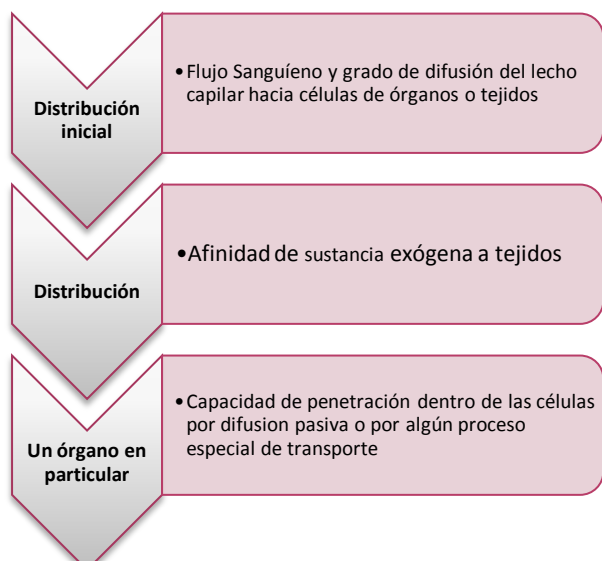 Distribución
inicial
•Flujo Sanguíeno y grado de difusión del lecho
capilar hacia células de órganos o tejidos
Distribución
•Afinidad de sustancia exógena a tejidos
Un órgano en
particular
•Capacidad de penetración dentro de las células
por difusion pasiva o por algún proceso
especial de transporte